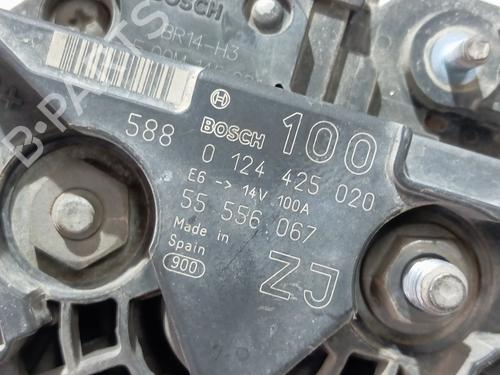 BOSCH
BR14-H3
BOSCH 100
588 0 124 425 020
E6 -> 14V 100A
55 556 067
Made in
Spain
900
ZJ
B-PARTS